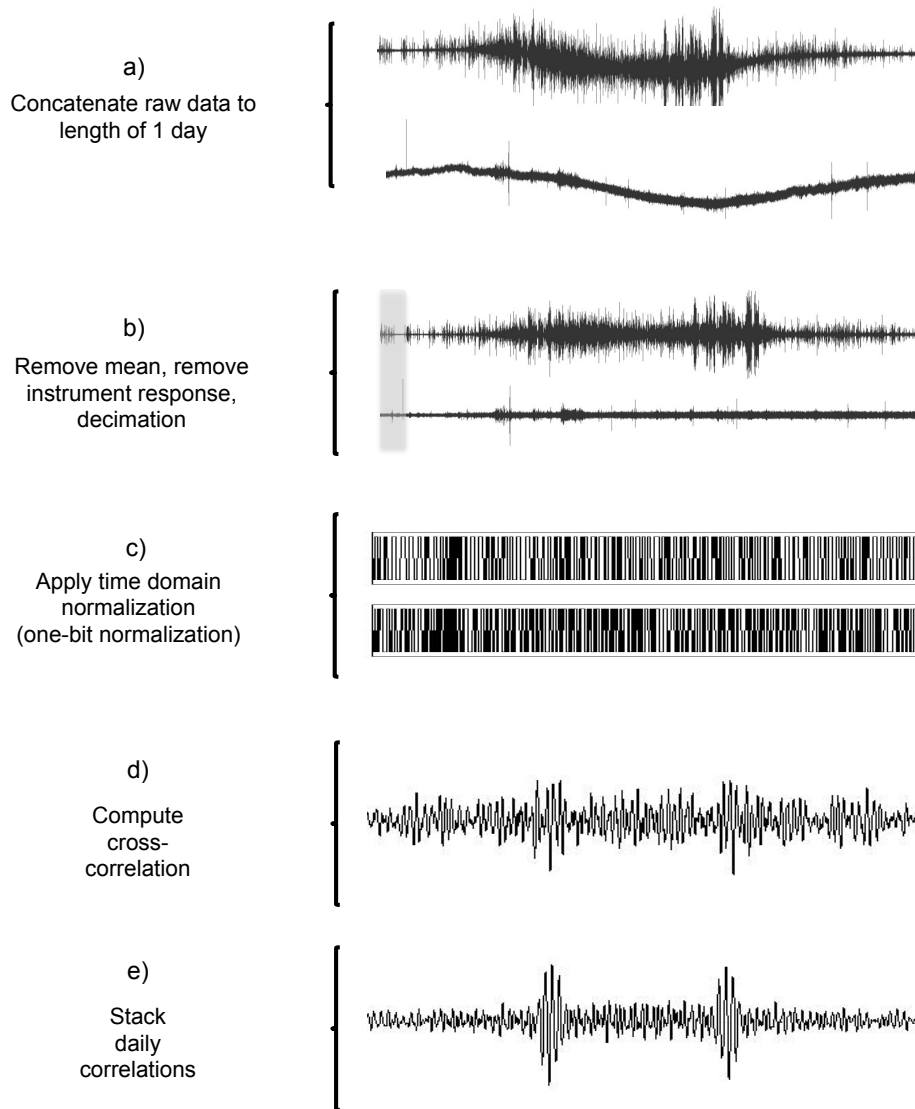 a)
Concatenate raw data to
length of 1 day
b)
Remove mean, remove
instrument response,
decimation
c)
Apply time domain
normalization
(one-bit normalization)
d)
Compute
cross-
correlation
e)
Stack
daily
correlations